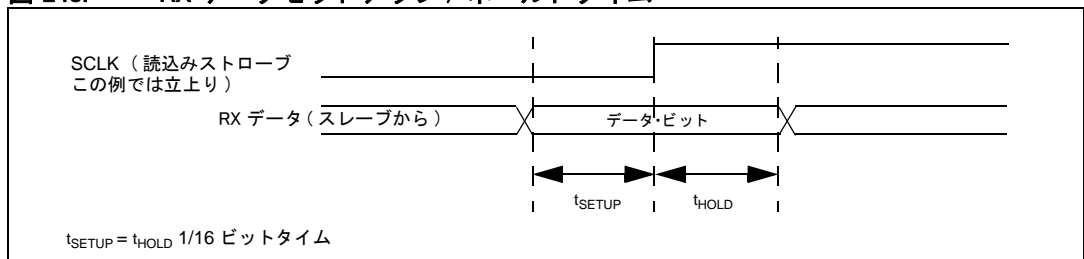 SCLK （ 読込みストローブ
この例では立上り ）
RX データ ( スレーブから )
データ・ビット
tSETUP
tHOLD
tSETUP = tHOLD 1/16 ビットタイム